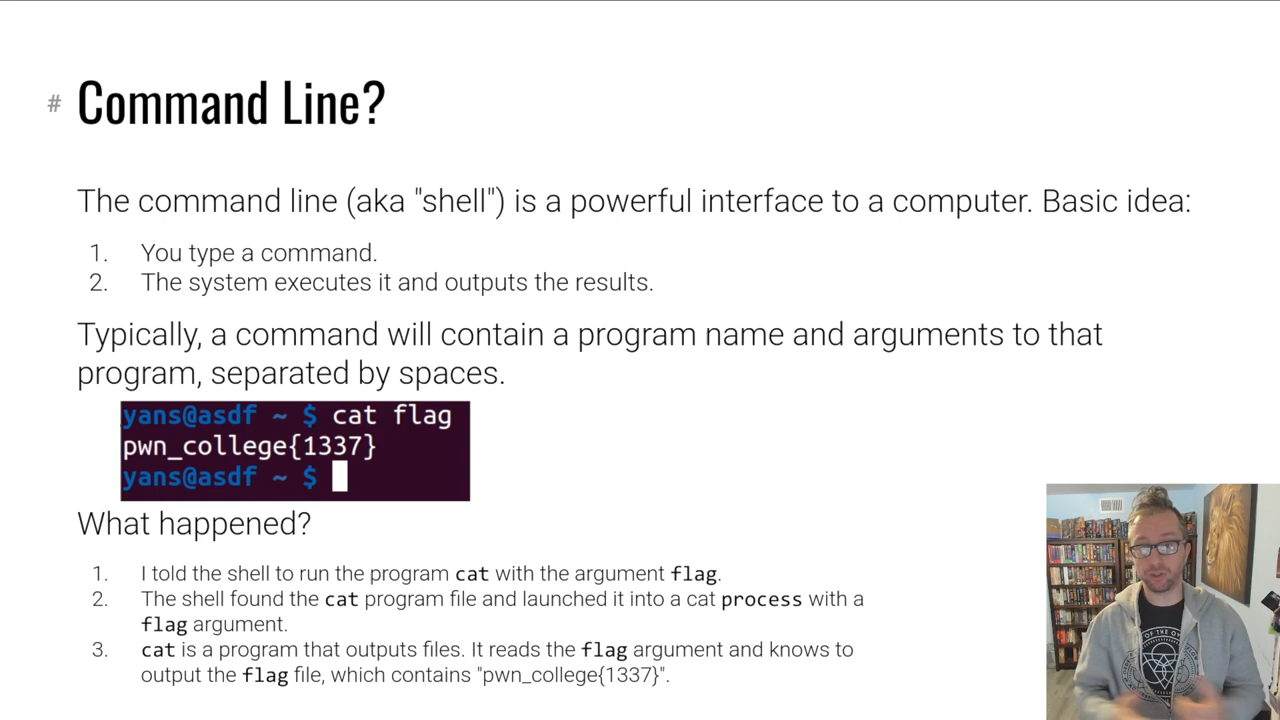 # Command Line?
The command line (aka "shell") is a powerful interface to a computer. Basic idea:
1. You type a command.
2. The system executes it and outputs the results.
Typically, a command will contain a program name and arguments to that
program, separated by spaces.
yans@asdf ~ $ cat flag
pwn_college{1337}
yans@asdf ~ $
What happened?
1. I told the shell to run the program cat with the argument flag.
2. The shell found the cat program file and launched it into a cat process with a
flag argument.
3. cat is a program that outputs files. It reads the flag argument and knows to
output the flag file, which contains "pwn_college{1337}".